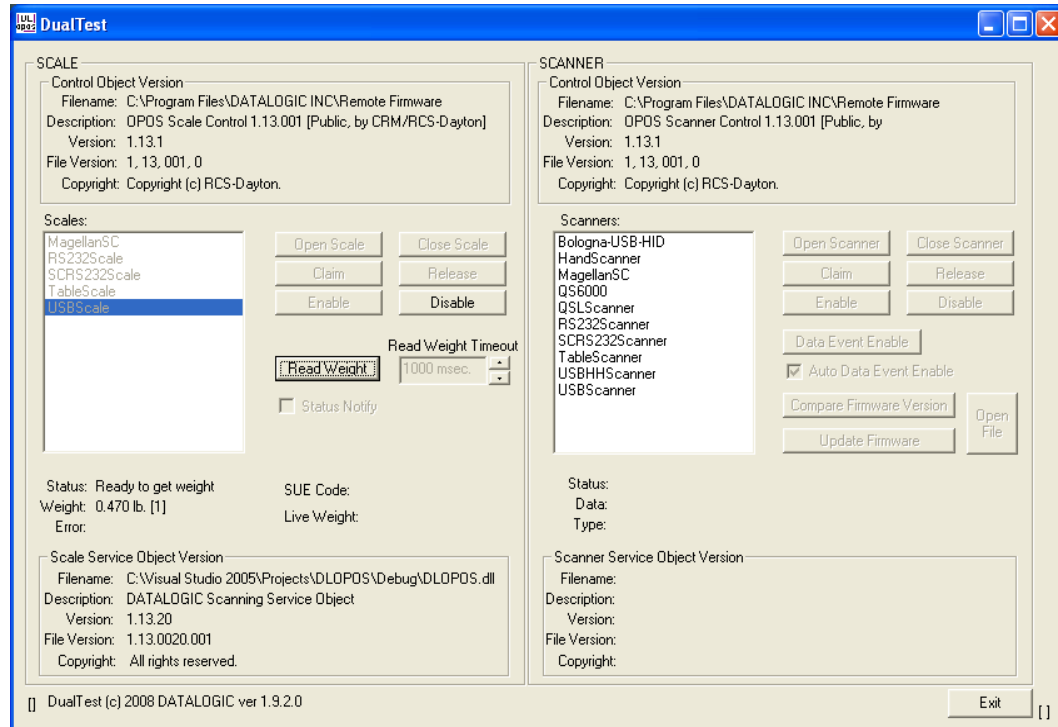 UL
opos
DualTest
SCALE
Control Object Version
Filename: C:\Program Files\DATALOGIC INC\Remote Firmware
Description: OPOS Scale Control 1.13.001 [Public, by CRM/RCS-Dayton]
Version: 1.13.1
File Version: 1, 13, 001, 0
Copyright: Copyright (c) RCS-Dayton.
Scales:
MagellanSC
RS232Scale
SCRS232Scale
TableScale
USBScale
Open Scale Close Scale
Claim Release
Enable Disable
Read Weight Timeout
Read Weight 1000 msec.
Status Notify
Status: Ready to get weight
Weight: 0.470 lb. [1]
Error:
SUE Code:
Live Weight:
Scale Service Object Version
Filename: C:\Visual Studio 2005\Projects\DLOPOS\Debug\DLOPOS.dll
Description: DATALOGIC Scanning Service Object
Version: 1.13.20
File Version: 1.13.0020.001
Copyright: All rights reserved.
SCANNER
Control Object Version
Filename: C:\Program Files\DATALOGIC INC\Remote Firmware
Description: OPOS Scanner Control 1.13.001 [Public, by
Version: 1.13.1
File Version: 1, 13, 001, 0
Copyright: Copyright (c) RCS-Dayton.
Scanners:
Bologna-USB-HID
HandScanner
MagellanSC
QS6000
QSLScanner
RS232Scanner
SCRS232Scanner
TableScanner
USBHHScanner
USBScanner
Open Scanner Close Scanner
Claim Release
Enable Disable
Data Event Enable
Auto Data Event Enable
Compare Firmware Version
Update Firmware
Open
File
Status:
Data:
Type:
Scanner Service Object Version
Filename:
Description:
Version:
File Version:
Copyright:
[] DualTest (c) 2008 DATALOGIC ver 1.9.2.0
Exit
[ ]